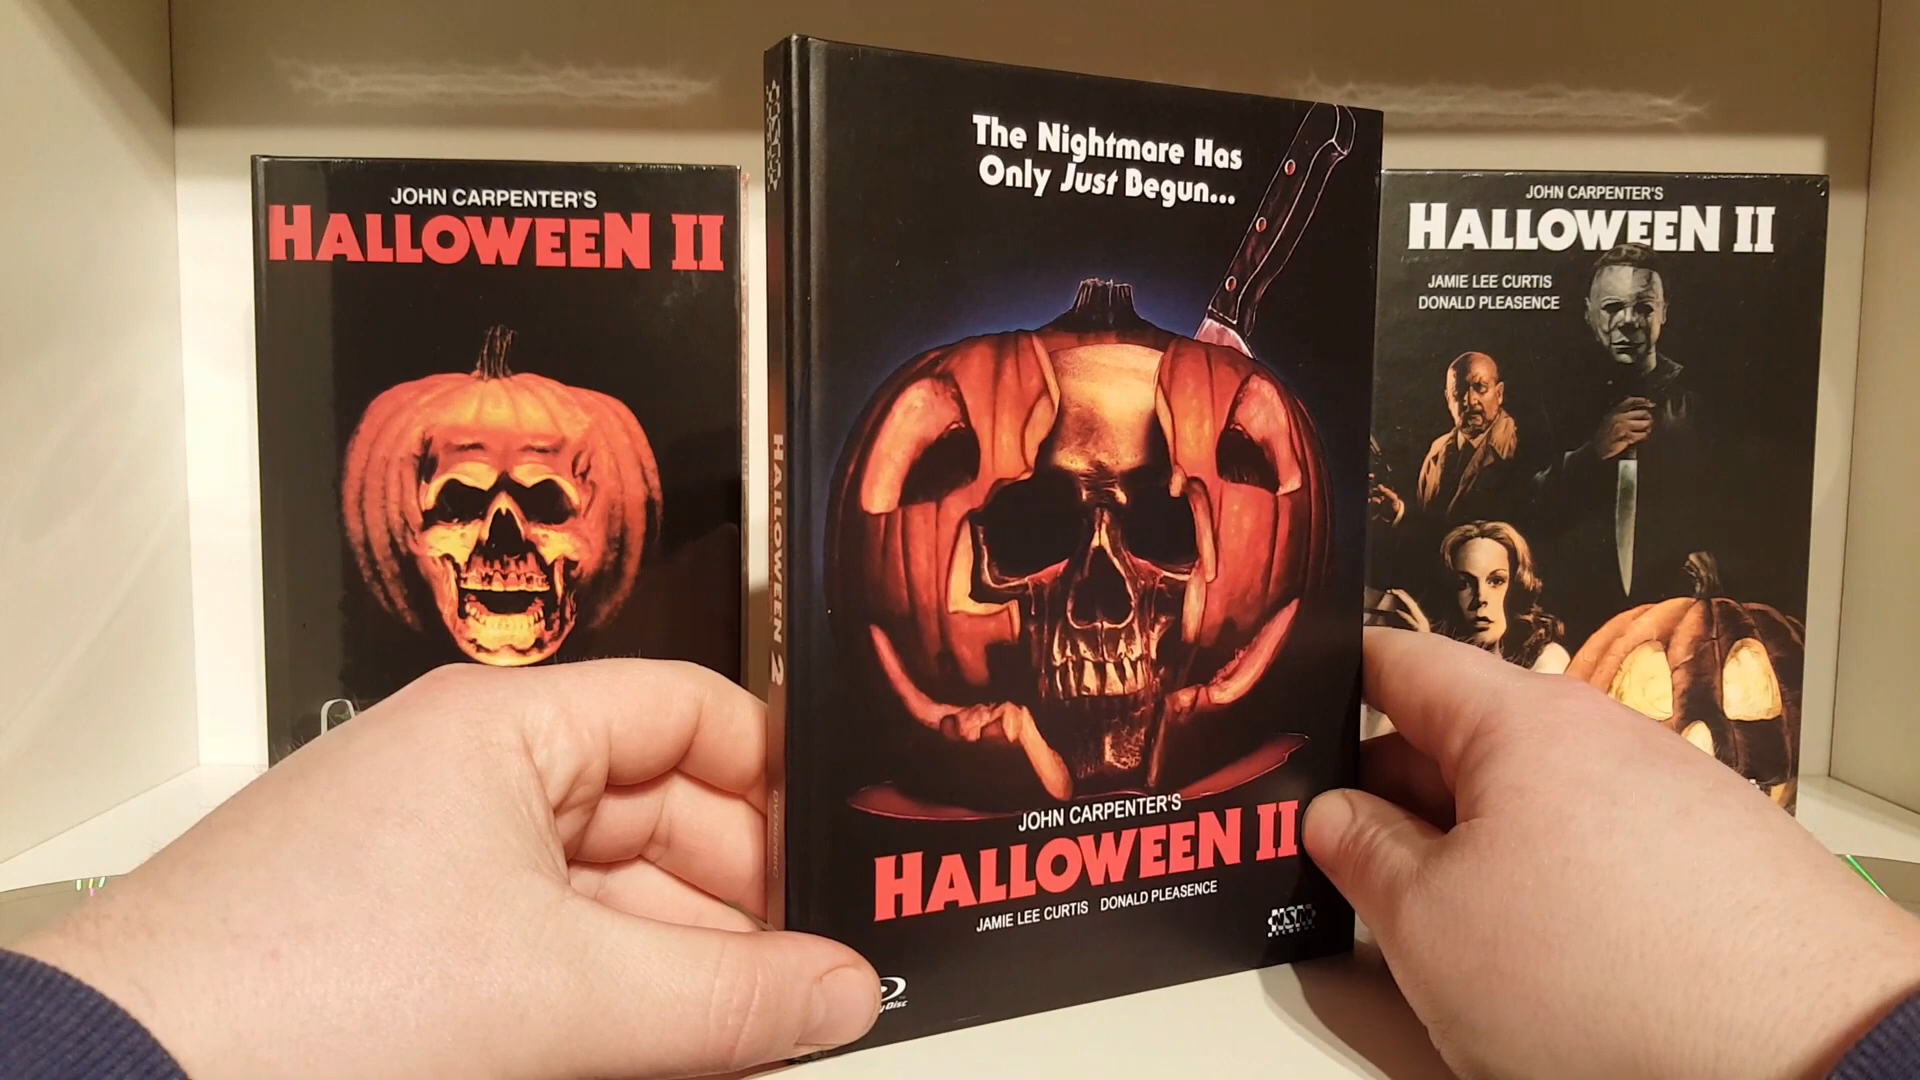 JOHN CARPENTER'S
HALLOWEEN II
HALLOWEEN 2
The Nightmare Has
Only Just Begun...
JOHN CARPENTER'S
HALLOWEEN II
JAMIE LEE CURTIS DONALD PLEASENCE
NSM
JOHN CARPENTER'S
HALLOWEEN II
JAMIE LEE CURTIS
DONALD PLEASENCE